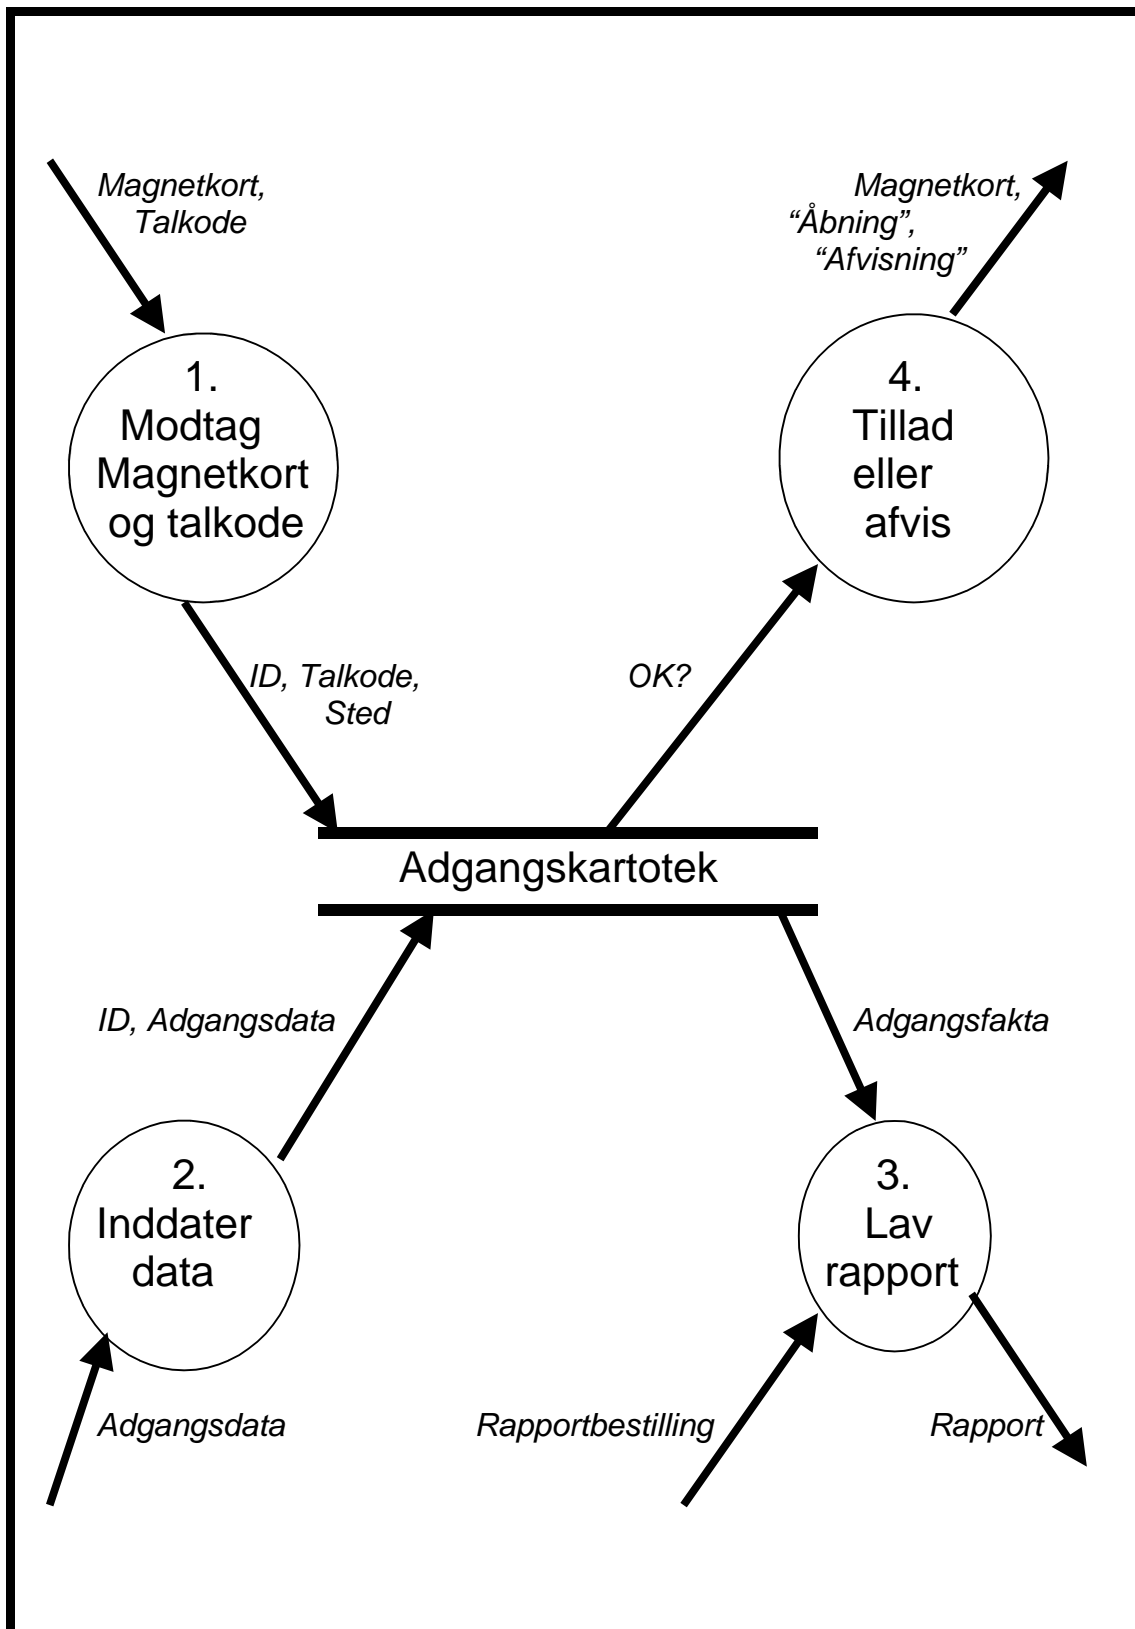 Magnetkort,
Talkode
Magnetkort,
“Åbning”,
“Afvisning”
1.
Modtag
Magnetkort
og talkode
4.
Tillad
eller
afvis
ID, Talkode,
Sted
OK?
Adgangskartotek
ID, Adgangsdata
Adgangsfakta
2.
Inddater
data
3.
Lav
rapport
Adgangsdata
Rapportbestilling
Rapport